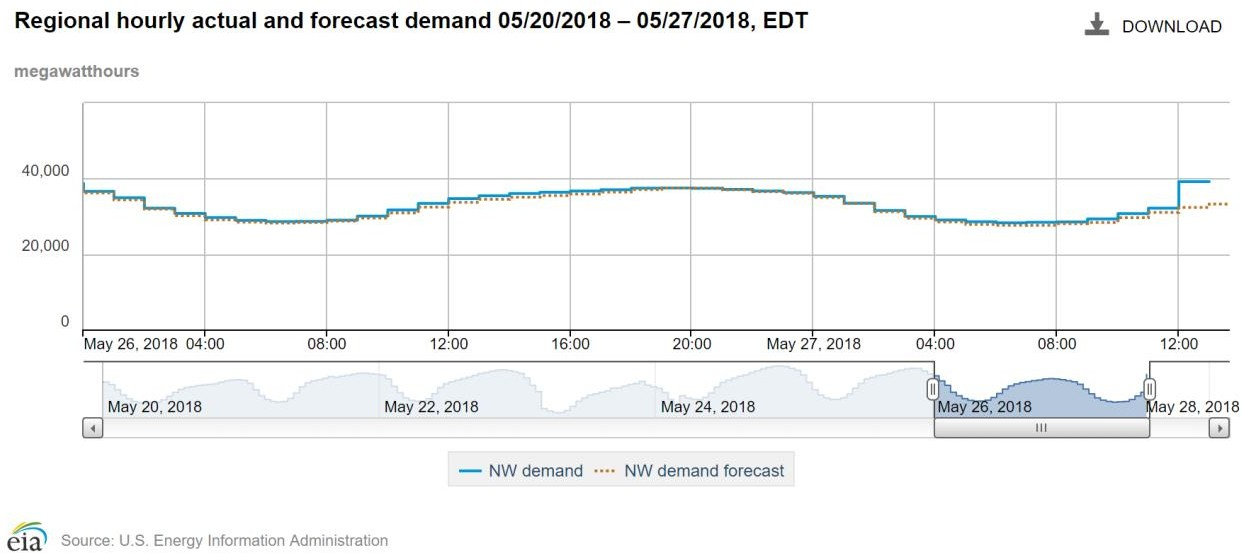 Regional hourly actual and forecast demand 05/20/2018 – 05/27/2018, EDT
DOWNLOAD
megawatthours
40,000
20,000
0
May 26, 2018 04:00 08:00 12:00 16:00 20:00 May 27, 2018 04:00 08:00 12:00
May 20, 2018 May 22, 2018 May 24, 2018 May 26, 2018 May 28, 2018
NW demand NW demand forecast
eia Source: U.S. Energy Information Administration